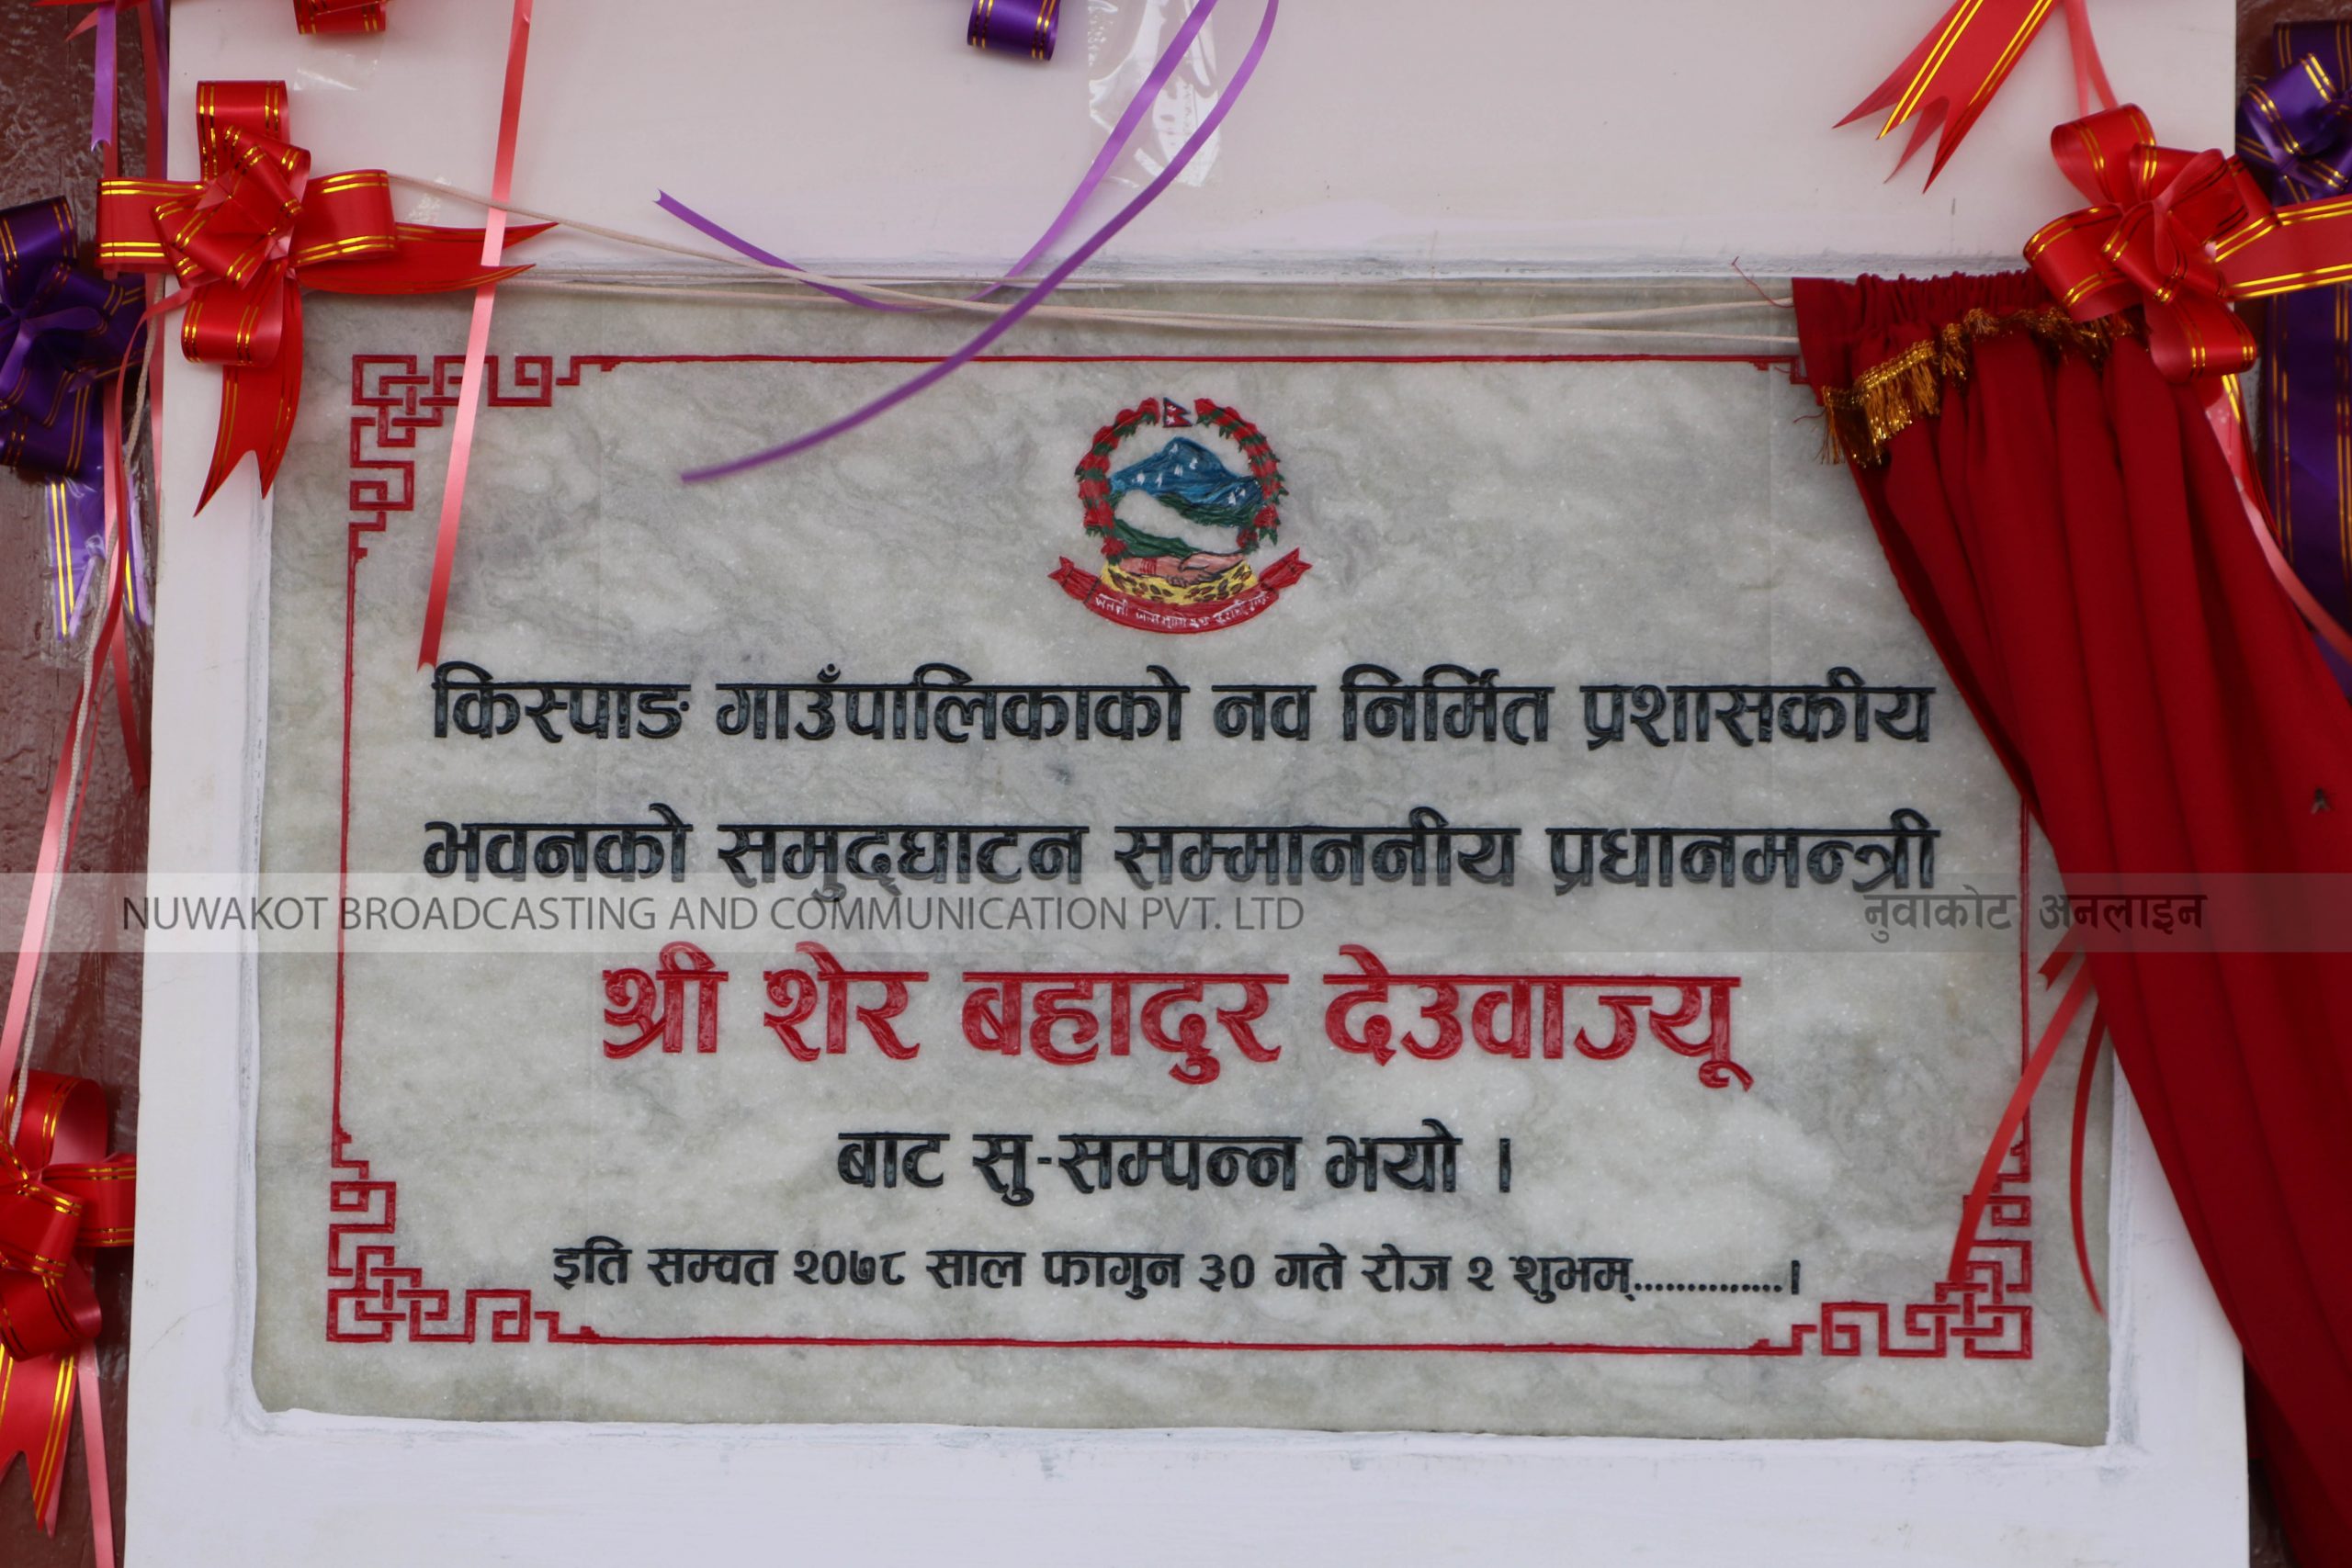 किस्पाङ गाउँपालिकाको नव निर्मित प्रशासकीय
भवनको समुद्घाटन सम्माननीय प्रधानमन्त्री
NUWAKOT BROADCASTING AND COMMUNICATION PVT. LTD
नुवाकोट अनलाइन
श्री शेर बहादुर देउवाज्यू
बाट सु-सम्पन्न भयो ।
इति सम्वत २०७८ साल फागुन ३० गते रोज २ शुभम्..............।